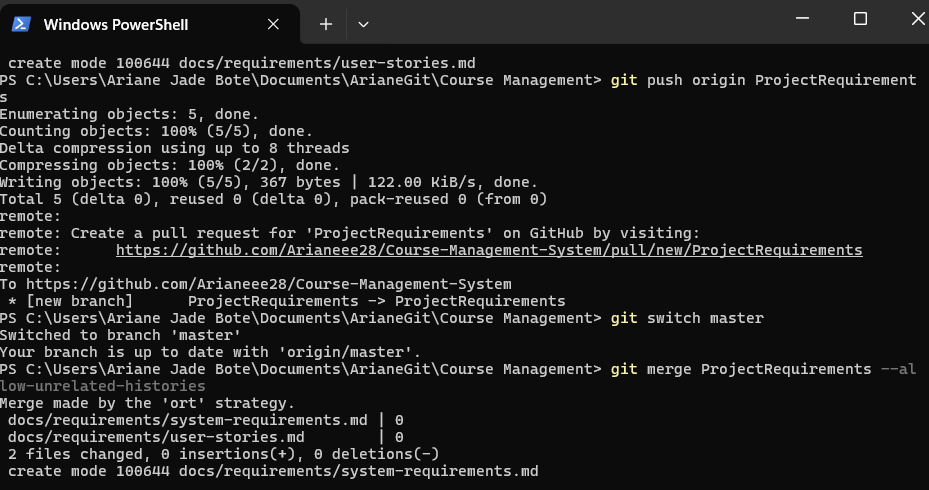 Windows PowerShell
create mode 100644 docs/requirements/user-stories.md
PS C:\Users\Ariane Jade Bote\Documents\ArianeGit\Course Management> git push origin ProjectRequirement
s
Enumerating objects: 5, done.
Counting objects: 100% (5/5), done.
Delta compression using up to 8 threads
Compressing objects: 100% (2/2), done.
Writing objects: 100% (5/5), 367 bytes | 122.00 KiB/s, done.
Total 5 (delta 0), reused 0 (delta 0), pack-reused 0 (from 0)
remote:
remote: Create a pull request for 'ProjectRequirements' on GitHub by visiting:
remote:      https://github.com/Arianeee28/Course-Management-System/pull/new/ProjectRequirements
remote:
To https://github.com/Arianeee28/Course-Management-System
 * [new branch]      ProjectRequirements -> ProjectRequirements
PS C:\Users\Ariane Jade Bote\Documents\ArianeGit\Course Management> git switch master
Switched to branch 'master'
Your branch is up to date with 'origin/master'.
PS C:\Users\Ariane Jade Bote\Documents\ArianeGit\Course Management> git merge ProjectRequirements --al
low-unrelated-histories
Merge made by the 'ort' strategy.
 docs/requirements/system-requirements.md | 0
 docs/requirements/user-stories.md        | 0
 2 files changed, 0 insertions(+), 0 deletions(-)
 create mode 100644 docs/requirements/system-requirements.md